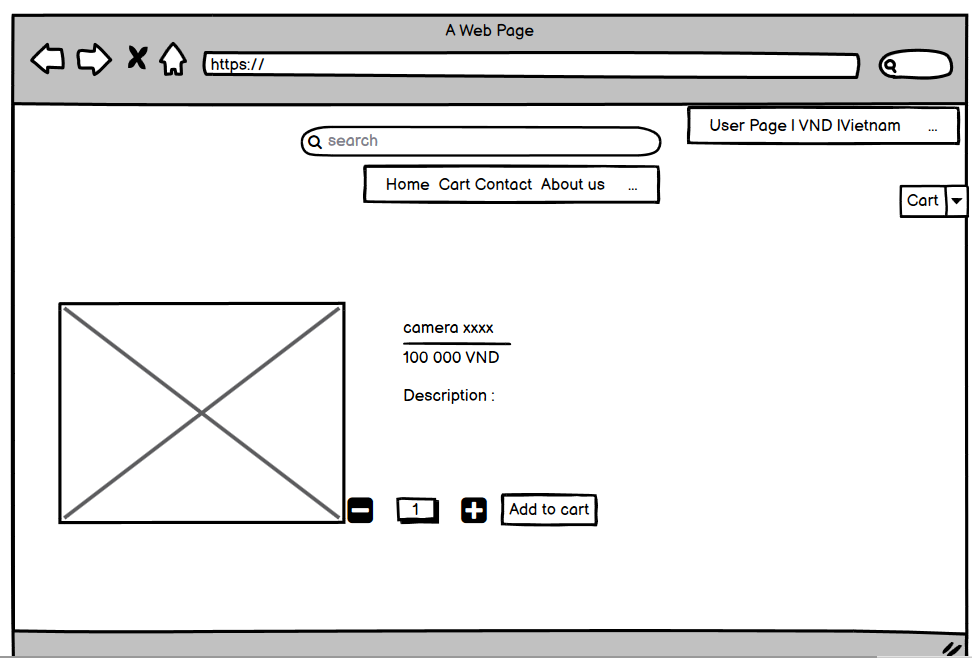 A Web Page
https://
User Page | VND |Vietnam ...
search
Home Cart Contact About us ...
Cart
camera xxxx
100 000 VND
Description :
1
Add to cart